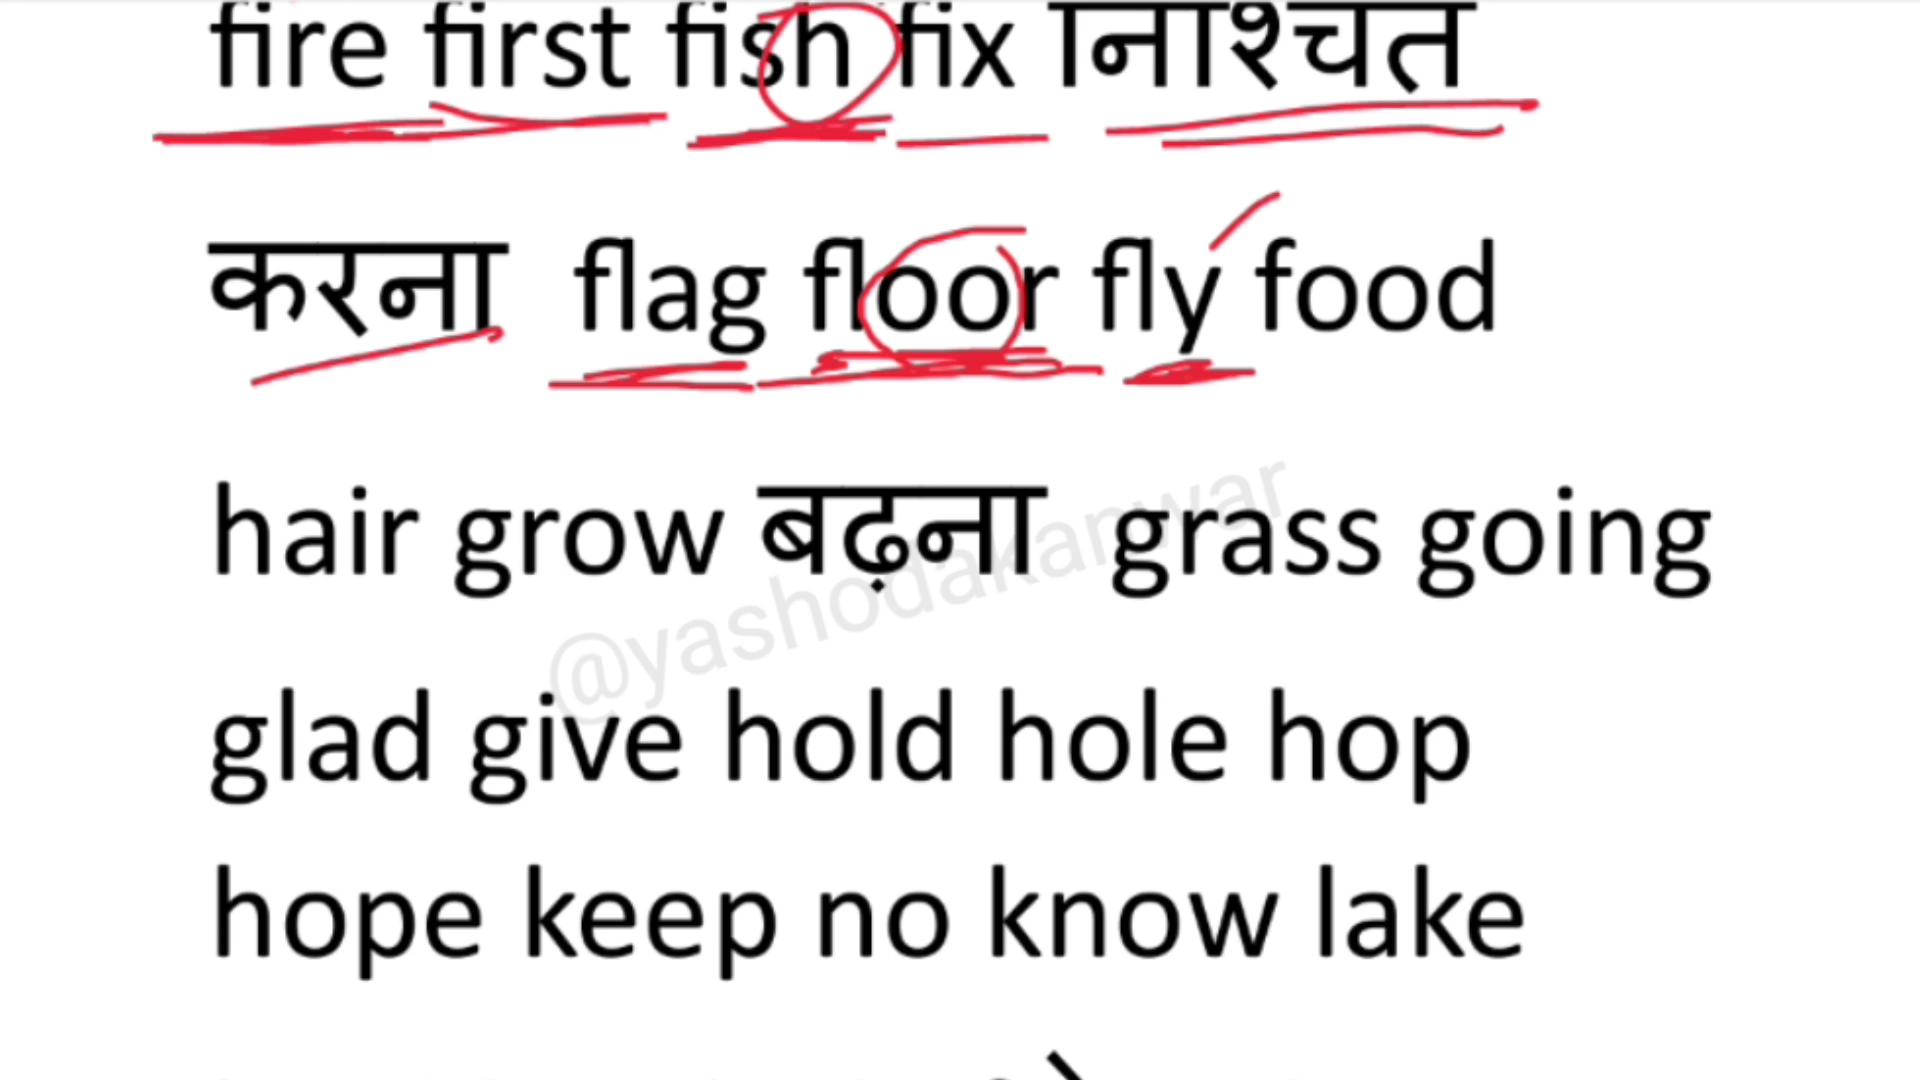 fire first fish fix निश्चित
करना flag floor fly food
hair grow बढ़ना grass going
@yashodakanwar
glad give hold hole hop
hope keep no know lake